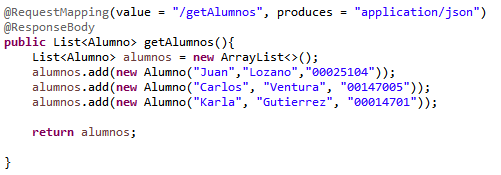 @RequestMapping(value = "/getAlumnos", produces = "application/json")
@ResponseBody
public List<Alumno> getAlumnos(){
List<Alumno> alumnos = new ArrayList<>();
alumnos.add(new Alumno("Juan","Lozano","00025104"));
alumnos.add(new Alumno("Carlos", "Ventura", "00147005"));
alumnos.add(new Alumno("Karla", "Gutierrez", "00014701"));
return alumnos;
}